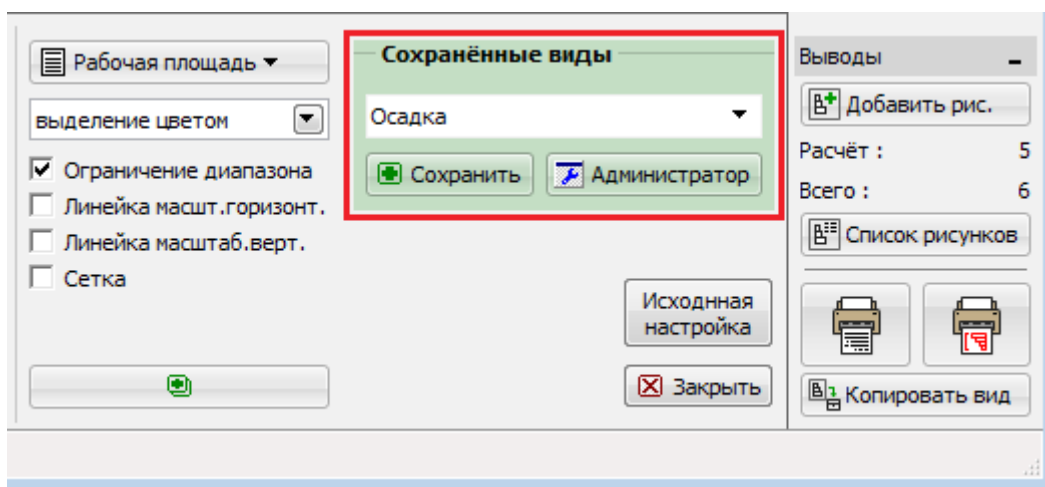 Рабочая площадь
выделение цветом
Ограничение диапазона
Линейка масшт.горизонт.
Линейка масштаб.верт.
Сетка
Сохранённые виды
Осадка
Сохранить
Администратор
Исходнная
настройка
Закрыть
Выводы
Добавить рис.
Расчёт : 5
Всего : 6
Список рисунков
Копировать вид